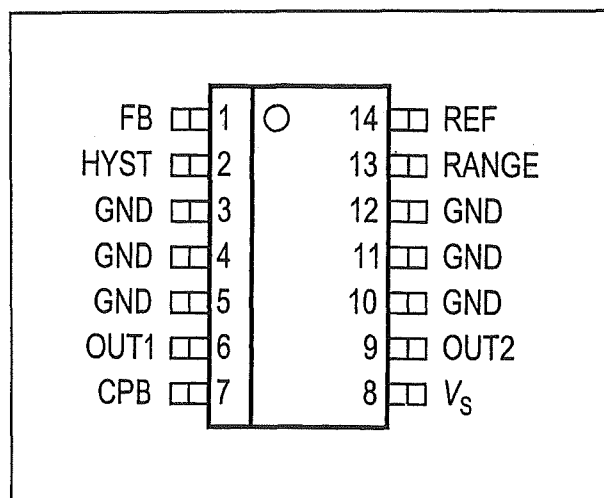 FB 1 14 REF
HYST 2 13 RANGE
GND 3 12 GND
GND 4 11 GND
GND 5 10 GND
OUT1 6 9 OUT2
CPB 7 8 VS